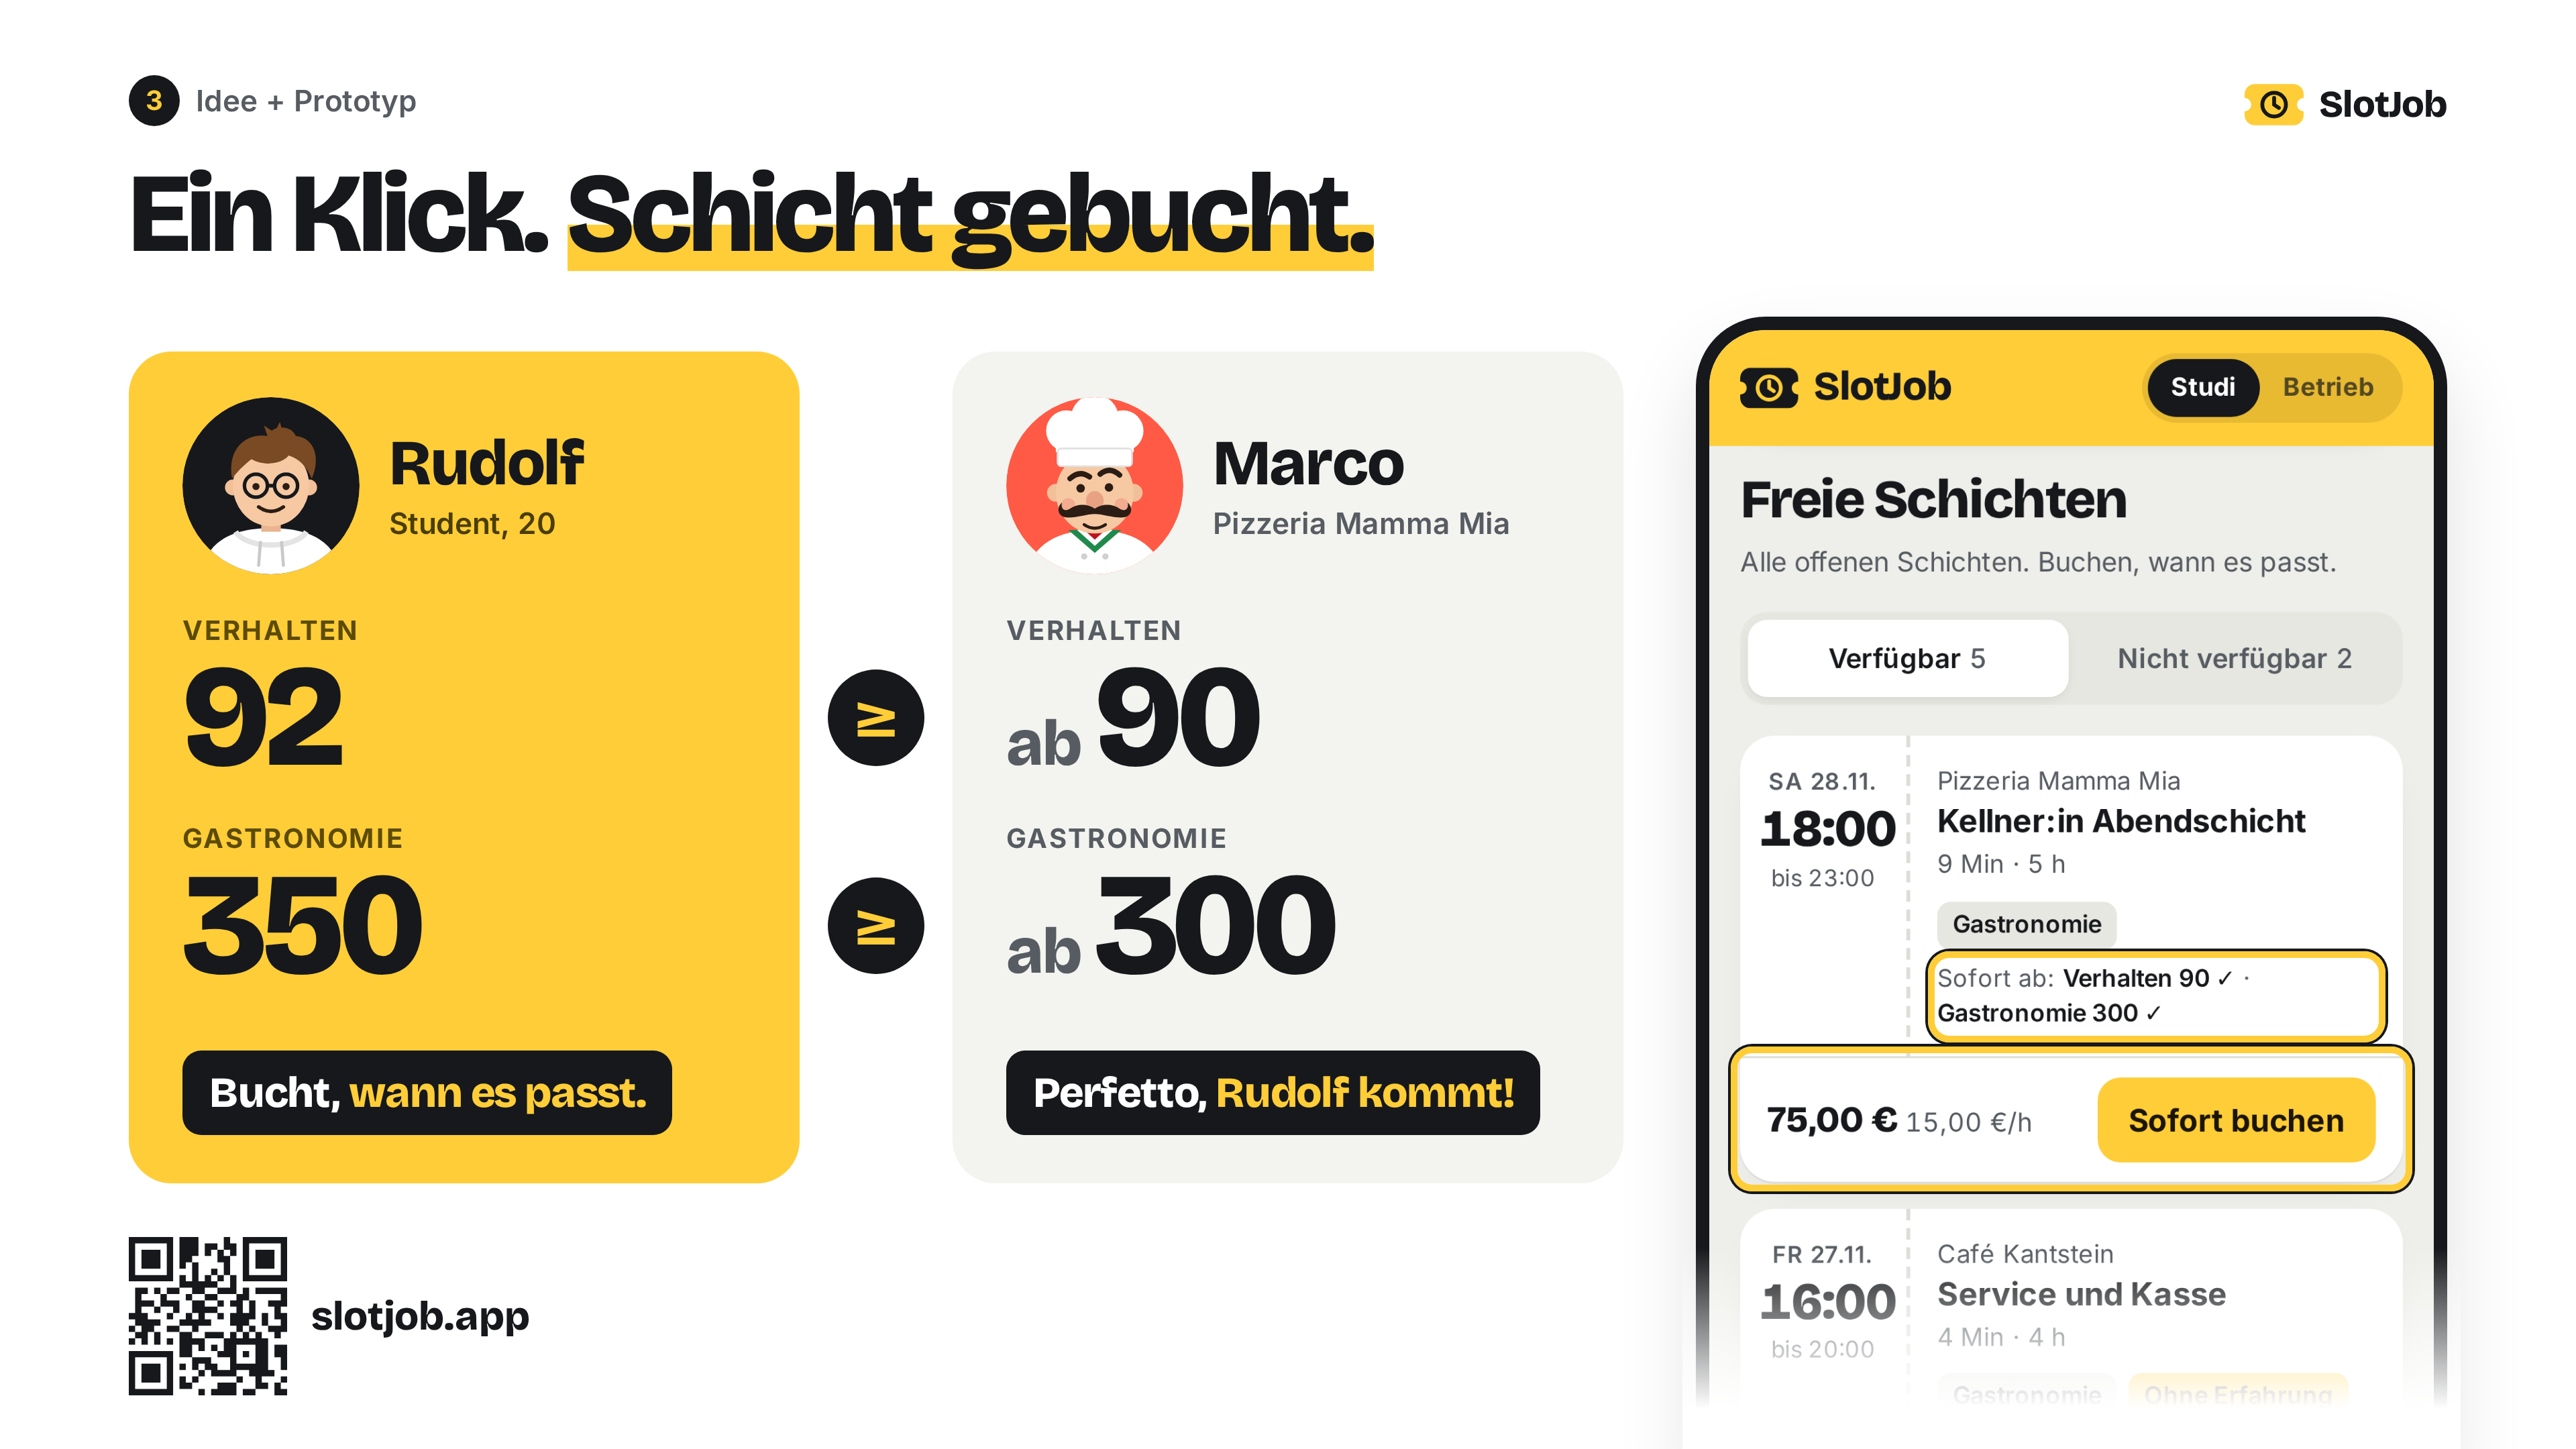 3 Idee + Prototyp
SlotJob
Ein Klick. Schicht gebucht.
Rudolf
Student, 20
VERHALTEN
92
GASTRONOMIE
350
Bucht, wann es passt.
≥
≥
Marco
Pizzeria Mamma Mia
VERHALTEN
ab 90
GASTRONOMIE
ab 300
Perfetto, Rudolf kommt!
slotjob.app
SlotJob
Studi Betrieb
Freie Schichten
Alle offenen Schichten. Buchen, wann es passt.
Verfügbar 5 Nicht verfügbar 2
SA 28.11.
18:00
bis 23:00
Pizzeria Mamma Mia
Kellner:in Abendschicht
9 Min · 5 h
Gastronomie
Sofort ab: Verhalten 90 ✓ ·
Gastronomie 300 ✓
75,00 € 15,00 €/h
Sofort buchen
FR 27.11.
16:00
bis 20:00
Café Kantstein
Service und Kasse
4 Min · 4 h
Gastronomie Ohne Erfahrung